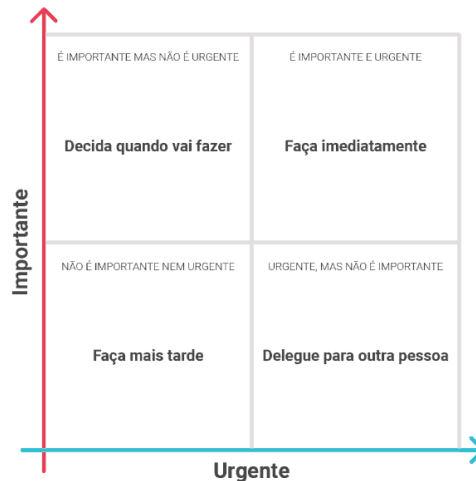 É IMPORTANTE MAS NÃO É URGENTE
É IMPORTANTE E URGENTE
Decida quando vai fazer
Faça imediatamente
Importante
NÃO É IMPORTANTE NEM URGENTE
URGENTE, MAS NÃO É IMPORTANTE
Faça mais tarde
Delegue para outra pessoa
Urgente